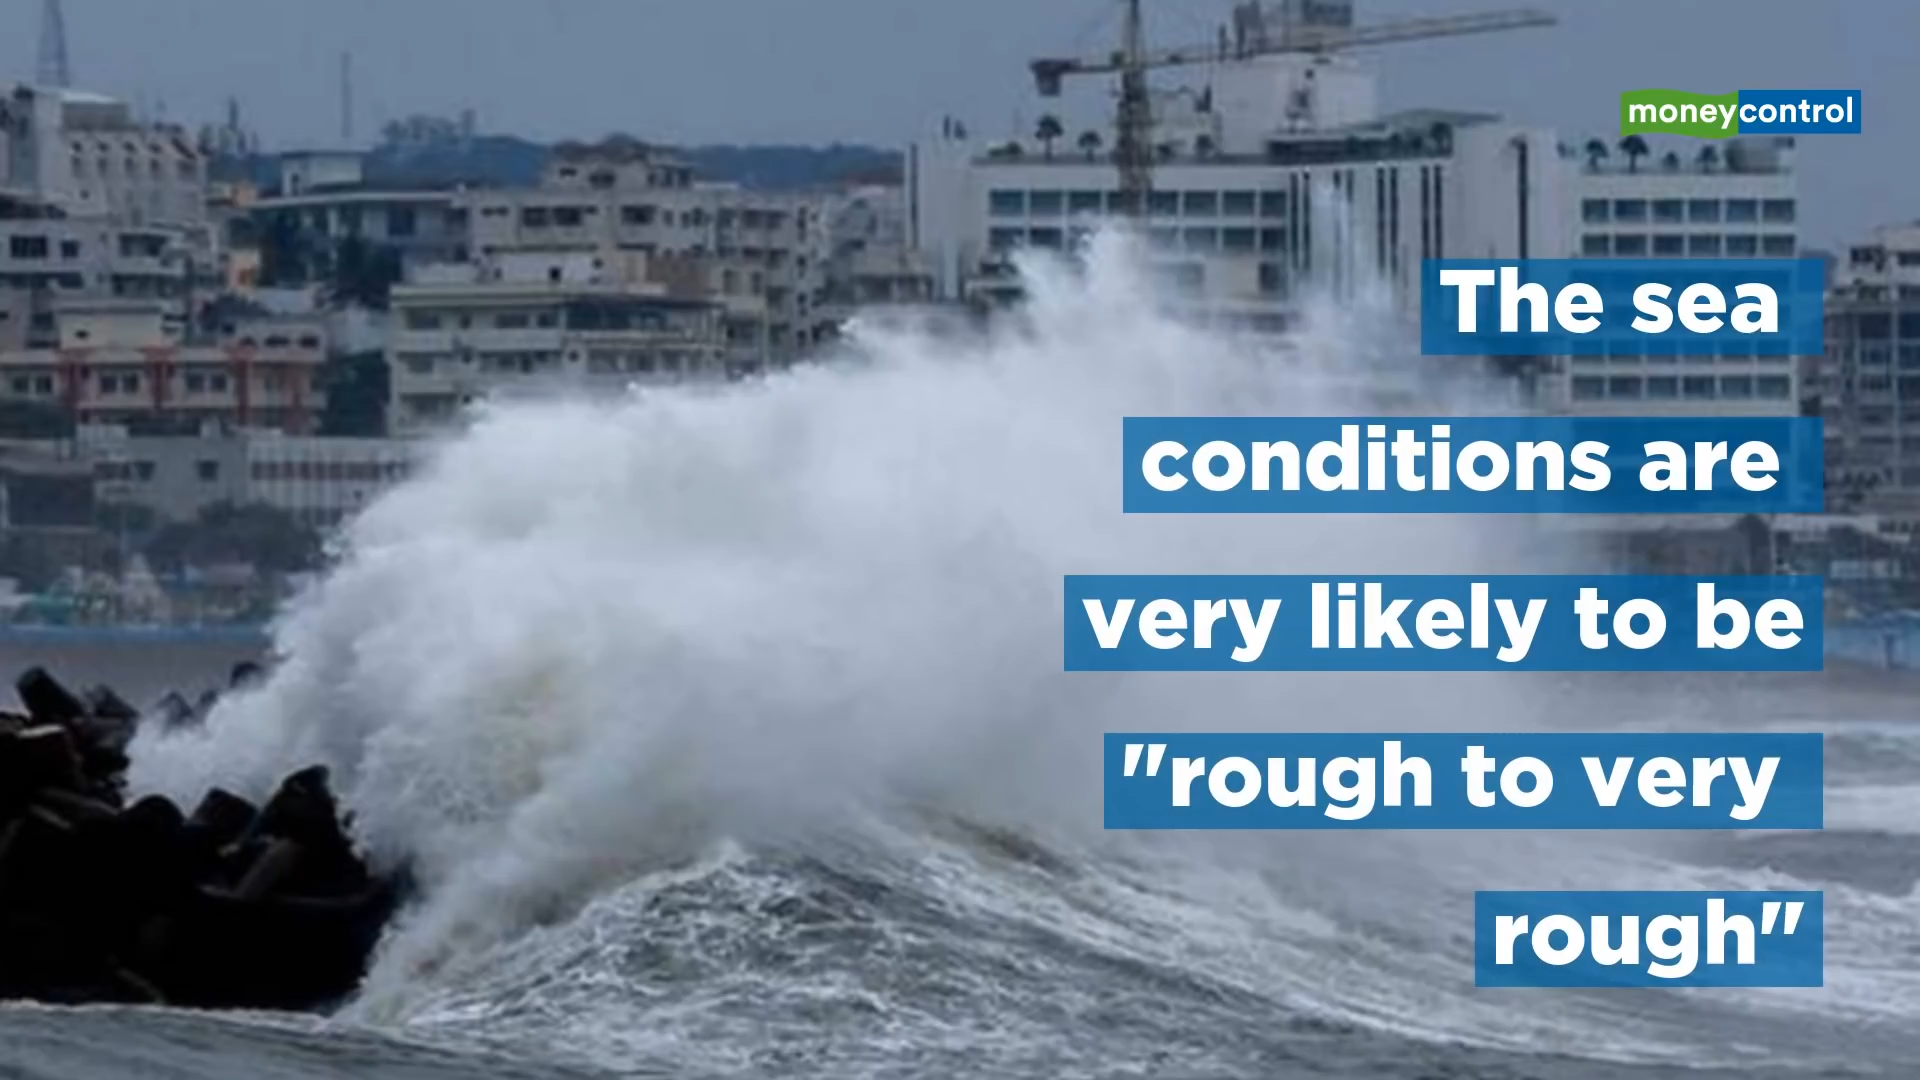 moneycontrol
The sea
conditions are
very likely to be
"rough to very
rough"